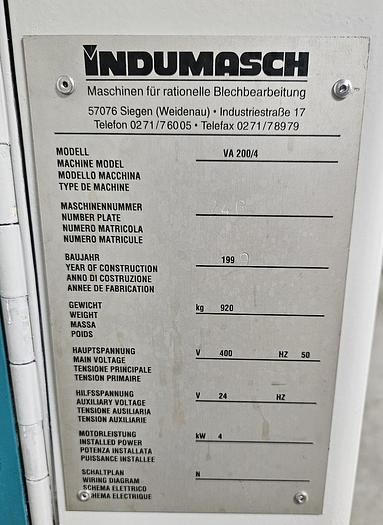 INDUMASCH
Maschinen für rationelle Blechbearbeitung
57076 Siegen (Weidenau) • Industriestraße 17
Telefon 0271/76005 • Telefax 0271/78979
MODELL VA 200/4
MACHINE MODEL
MODELLO MACCHINA
TYPE DE MACHINE
MASCHINENNUMMER
NUMBER PLATE
NUMERO MATRICOLA
NUMERO MATRICULE
BAUJAHR 199
YEAR OF CONSTRUCTION
ANNO DI COSTRUZIONE
ANNEE DE FABRICATION
GEWICHT kg 920
WEIGHT
MASSA
POIDS
HAUPTSPANNUNG V 400 HZ 50
MAIN VOLTAGE
TENSIONE PRINCIPALE
TENSION PRIMAIRE
HILFSSPANNUNG V 24 HZ
AUXILIARY VOLTAGE
TENSIONE AUSILIARIA
TENSION AUXILIARIE
MOTORLEISTUNG kW 4
INSTALLED POWER
POTENZA INSTALLATA
PUISSANCE INSTALLEE
SCHALTPLAN N
WIRING DIAGRAM
SCHEMA ELETTRICO
SCHEMA ELECTRIQUE